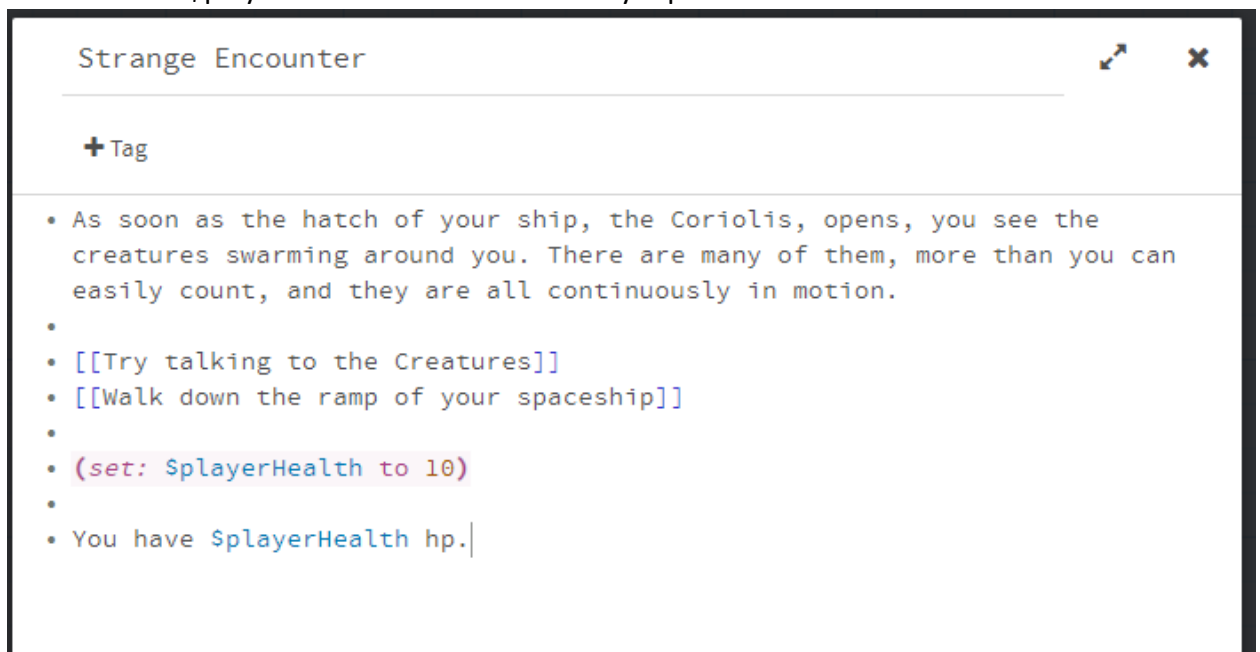 Strange Encounter
+ Tag
• As soon as the hatch of your ship, the Coriolis, opens, you see the
creatures swarming around you. There are many of them, more than you can
easily count, and they are all continuously in motion.
•
• [[Try talking to the Creatures]]
• [[Walk down the ramp of your spaceship]]
•
• (set: $playerHealth to 10)
•
• You have $playerHealth hp.